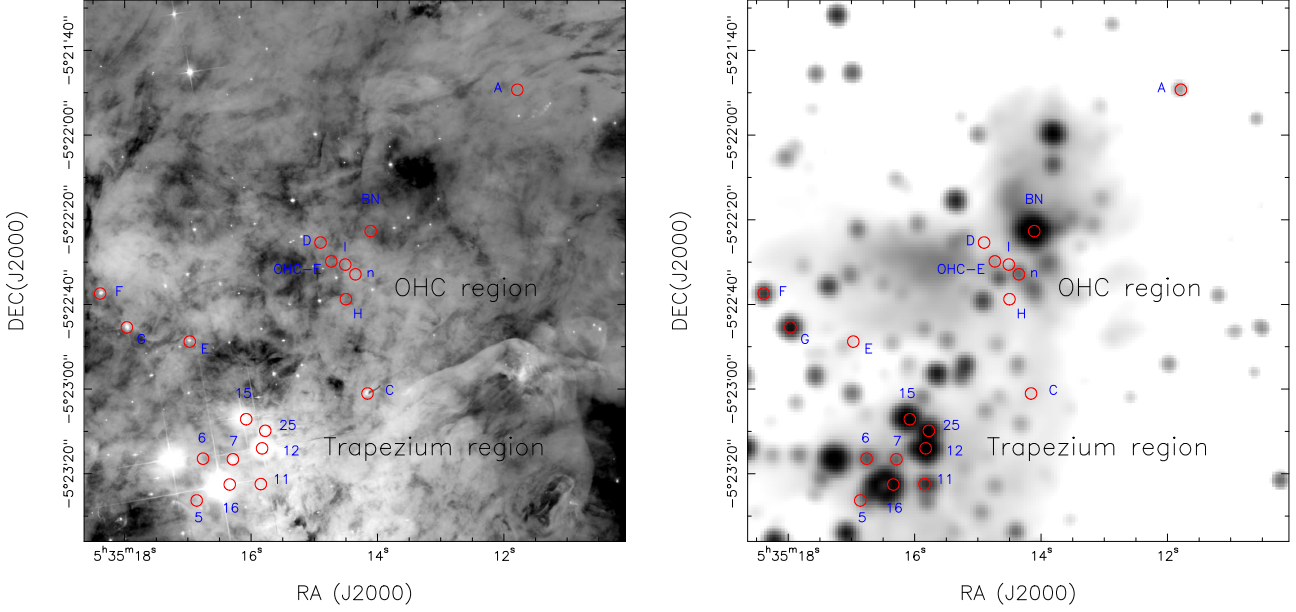 DEC(J2000)
−5°21'40''
−5°22'00''
−5°22'20''
−5°22'40''
−5°23'00''
−5°23'20''
A
BN
D
I
OHC−E
n
OHC region
F
H
G
E
C
15
25
6
7
12
Trapezium region
11
5
16
5ʰ35ᵐ18ˢ
16ˢ
14ˢ
12ˢ
RA (J2000)
DEC(J2000)
−5°21'40''
−5°22'00''
−5°22'20''
−5°22'40''
−5°23'00''
−5°23'20''
A
BN
D
I
OHC−E
n
OHC region
F
H
G
E
C
15
25
6
7
12
Trapezium region
11
5
16
5ʰ35ᵐ18ˢ
16ˢ
14ˢ
12ˢ
RA (J2000)